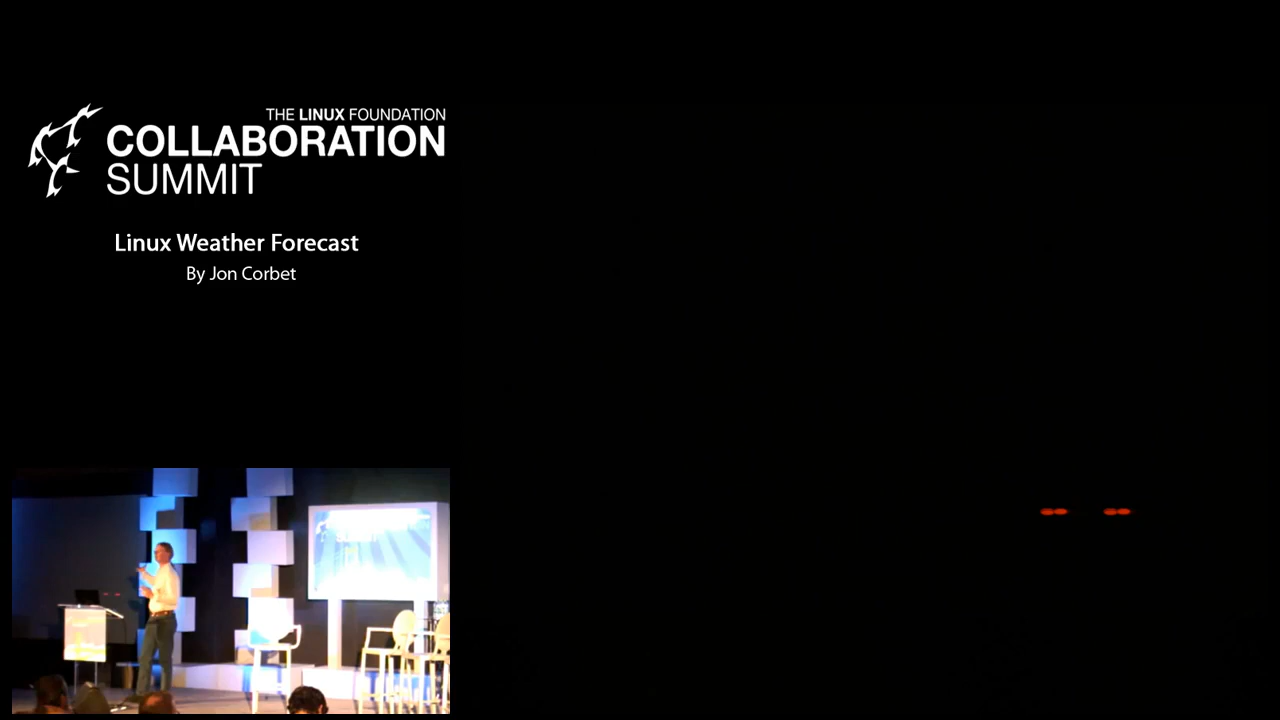 THE LINUX FOUNDATION
COLLABORATION
SUMMIT
Linux Weather Forecast
By Jon Corbet